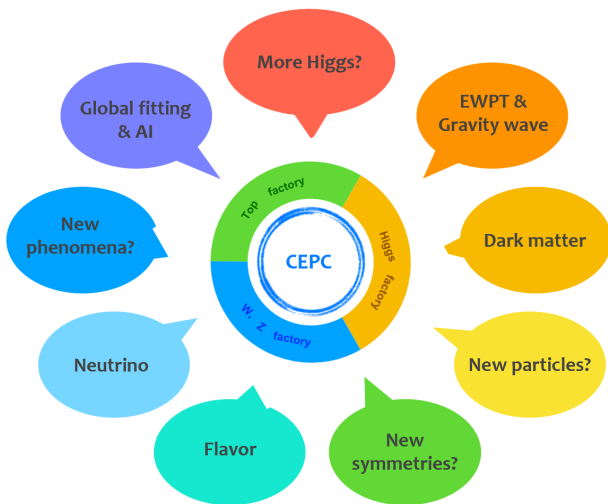 More Higgs?
Global fitting
& AI
EWPT &
Gravity wave
Top factory
New
phenomena?
Higgs factory
CEPC
Dark matter
W, Z factory
Neutrino
New particles?
Flavor
New
symmetries?